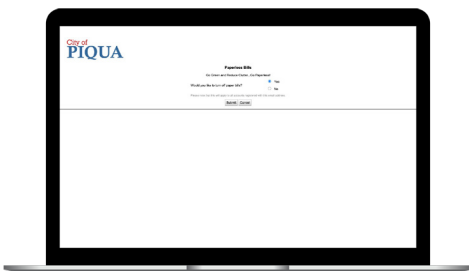 City of
PIQUA
Paperless Bills
Go Green and Reduce Clutter, Go Paperless!
Would you like to turn off paper bills?
Yes
No
Submit Cancel